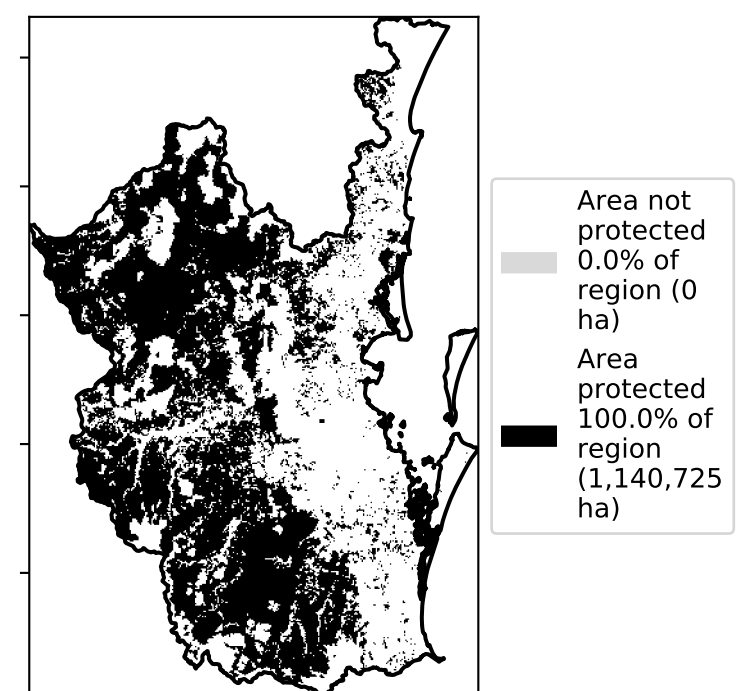 Area not
protected
0.0% of
region (0
ha)
Area
protected
100.0% of
region
(1,140,725
ha)